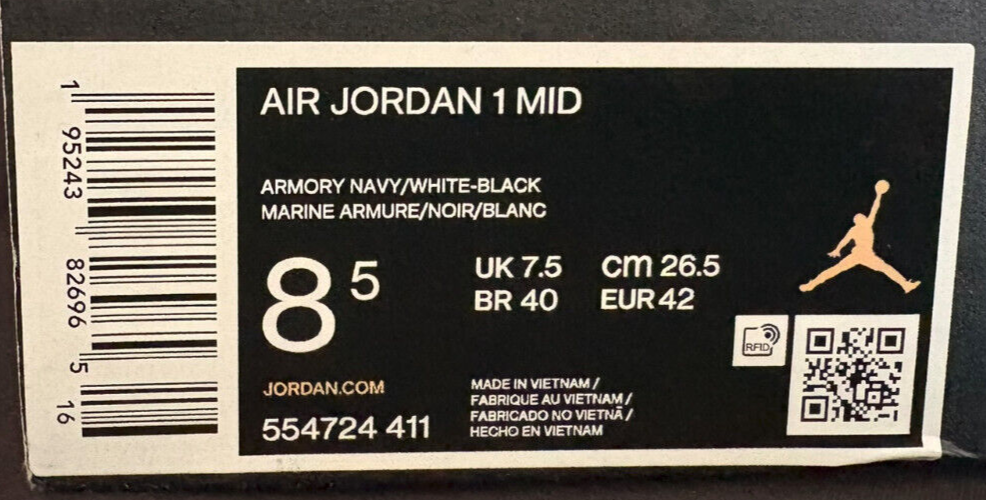 1 95243 82696 5 16
AIR JORDAN 1 MID
ARMORY NAVY/WHITE-BLACK
MARINE ARMURE/NOIR/BLANC
8 5
UK 7.5 cm 26.5
BR 40 EUR 42
RFID
JORDAN.COM
554724 411
MADE IN VIETNAM /
FABRIQUE AU VIETNAM /
FABRICADO NO VIETNÃ /
HECHO EN VIETNAM